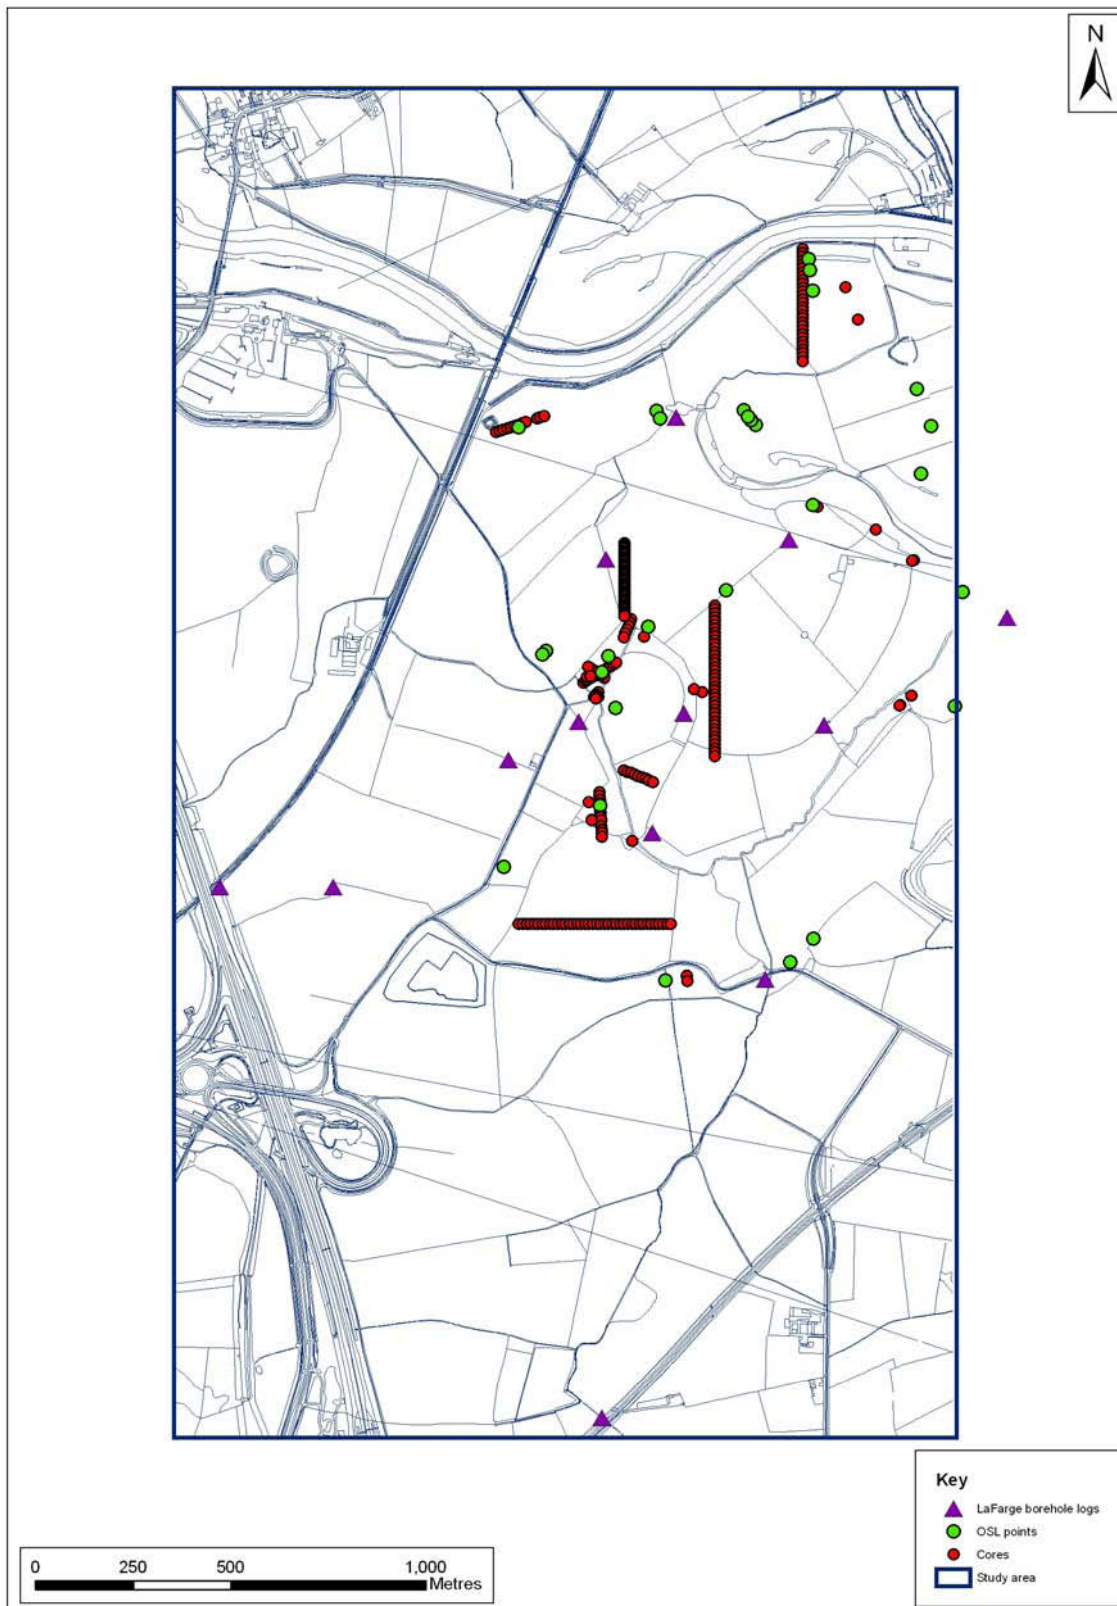 N
Key
LaFarge borehole logs
OSL points
Cores
Study area
0 250 500 1,000
Metres